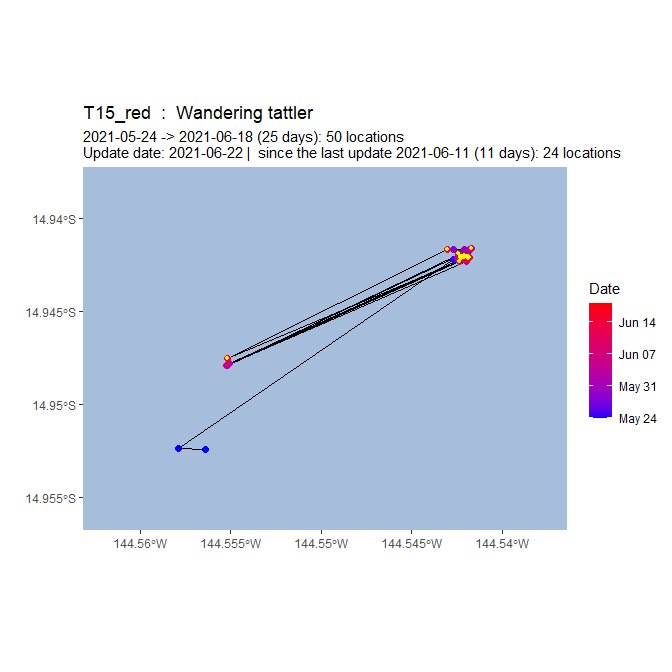 T15_red : Wandering tattler
2021-05-24 -> 2021-06-18 (25 days): 50 locations
Update date: 2021-06-22 | since the last update 2021-06-11 (11 days): 24 locations
14.94°S
14.945°S
14.95°S
14.955°S
144.56°W 144.555°W 144.55°W 144.545°W 144.54°W
Date
Jun 14
Jun 07
May 31
May 24